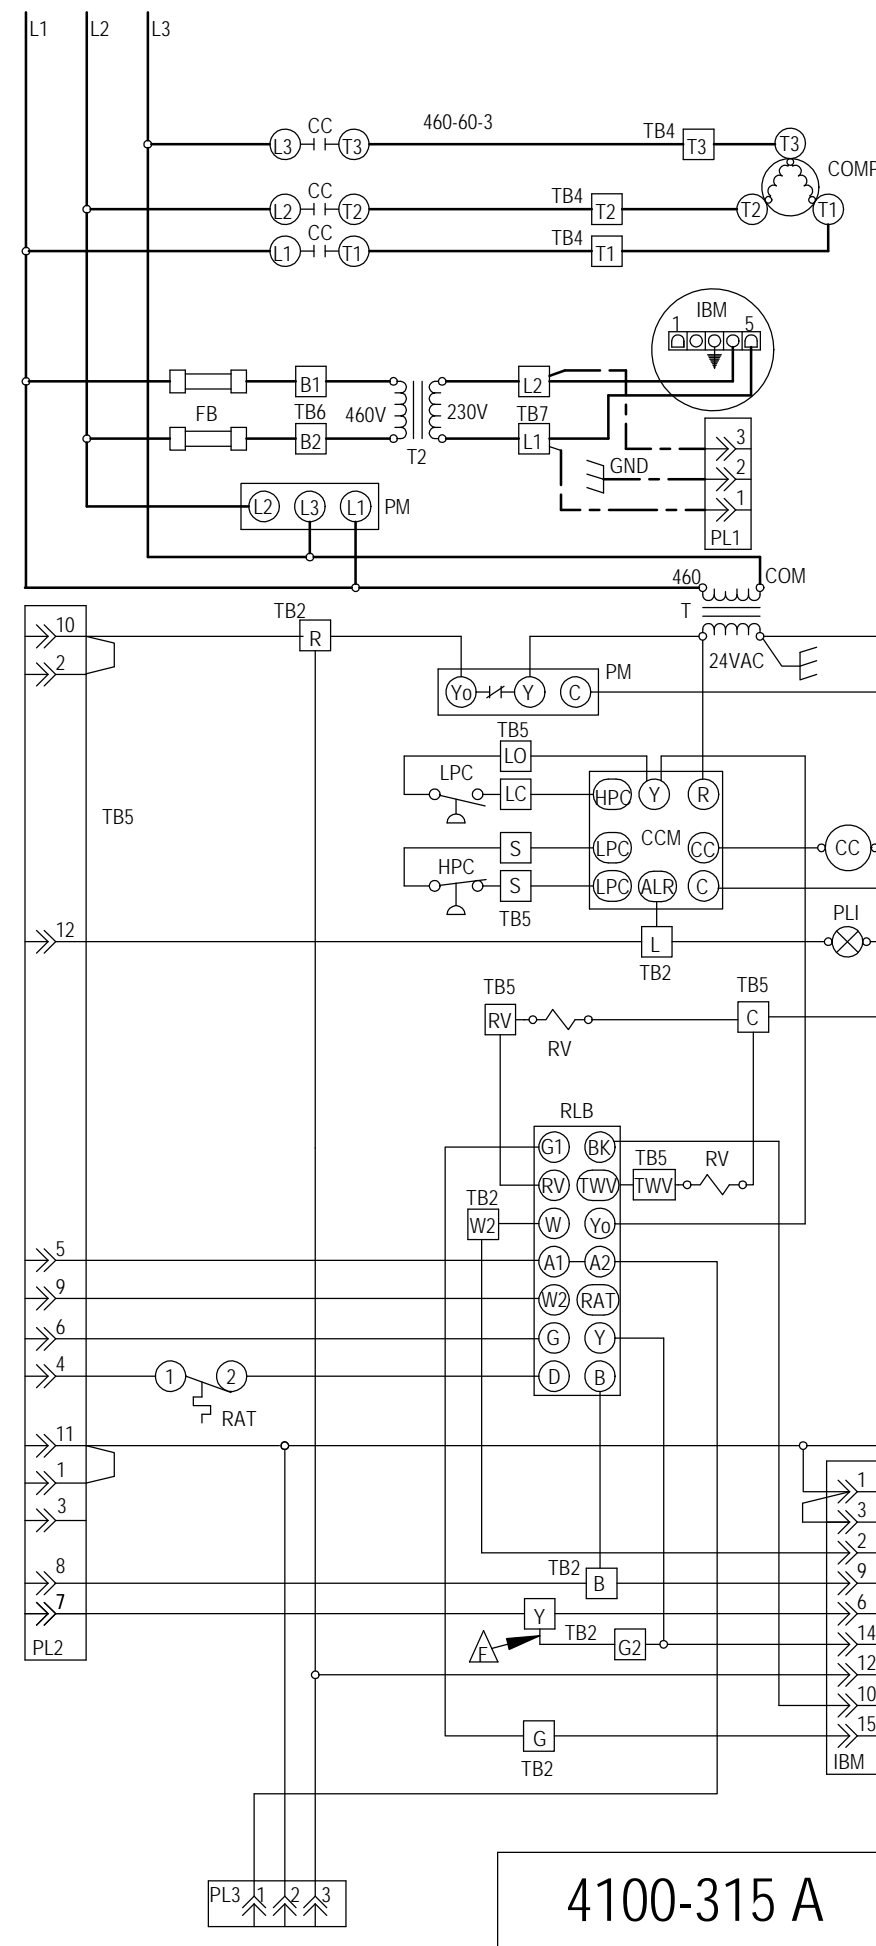 L1 L2 L3
L3 CC T3 460-60-3 TB4 T3 T3
COMP
L2 CC T2 TB4 T2 T2 T1
L1 CC T1 TB4 T1
IBM
1 5
B1 L2
FB TB6 460V 230V TB7
B2 T2 L1
3
GND 2
1
PL1
L2 L3 L1 PM
460 COM
T
24VAC
10 TB2
R
2
Yo Y C PM
TB5
LO
LPC LC HPC Y R
TB5
CCM
S LPC CC CC
HPC S LPC ALR C
TB5
PLI
12 L
TB2
TB5 TB5
RV C
RV
RLB
G1 BK
TB5 RV
RV TWV TWV
TB2
W2 W Yo
5 A1 A2
9 W2 RAT
6 G Y
4 1 2 D B
RAT
11
1 1
3 3
2
8 TB2 B 9
7 Y 6
PL2 F TB2 G2 14
12
10
G 15
TB2 IBM
PL3 1 2 3
4100-315 A